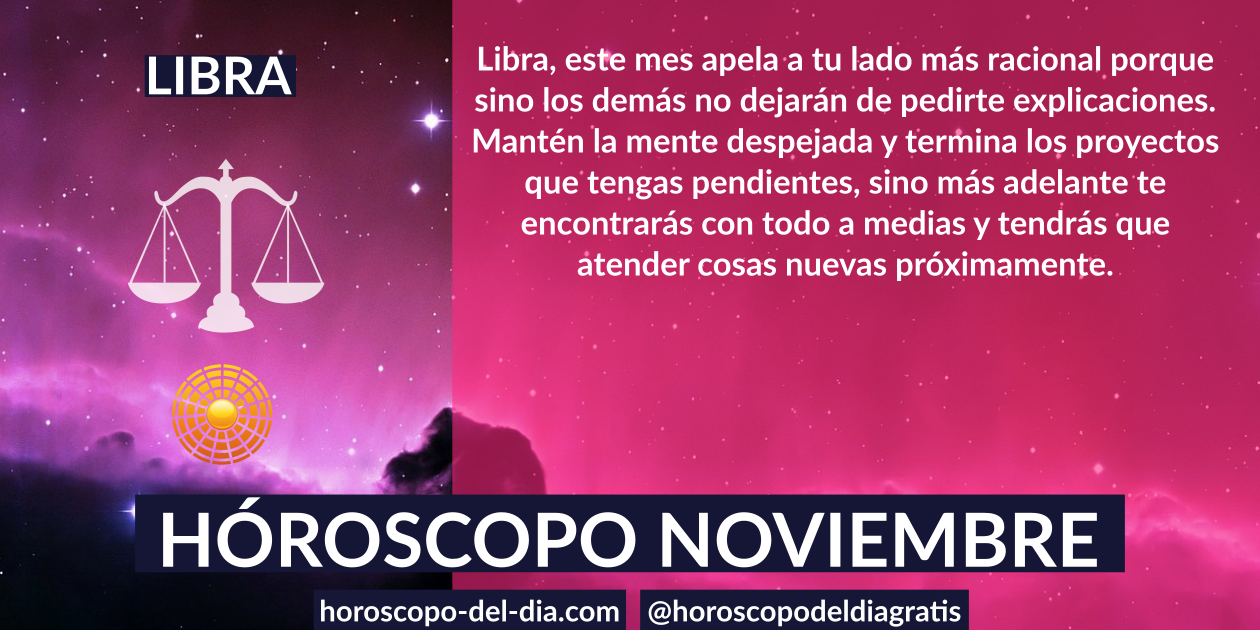 LIBRA
Libra, este mes apela a tu lado más racional porque
sino los demás no dejarán de pedirte explicaciones.
Mantén la mente despejada y termina los proyectos
que tengas pendientes, sino más adelante te
encontrarás con todo a medias y tendrás que
atender cosas nuevas próximamente.
HÓROSCOPO NOVIEMBRE
horoscopo-del-dia.com
@horoscopodeldiagratis